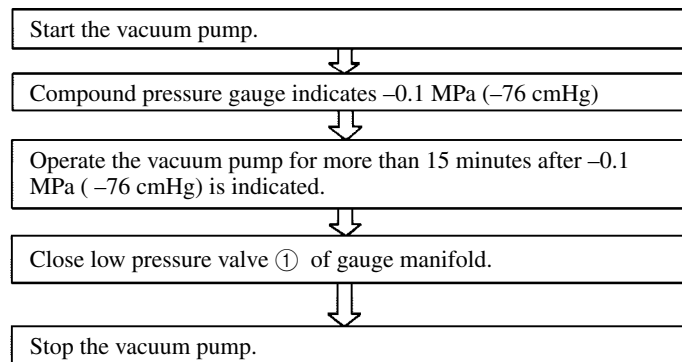 Start the vacuum pump.
Compound pressure gauge indicates –0.1 MPa (–76 cmHg)
Operate the vacuum pump for more than 15 minutes after –0.1
MPa ( –76 cmHg) is indicated.
Close low pressure valve ① of gauge manifold.
Stop the vacuum pump.